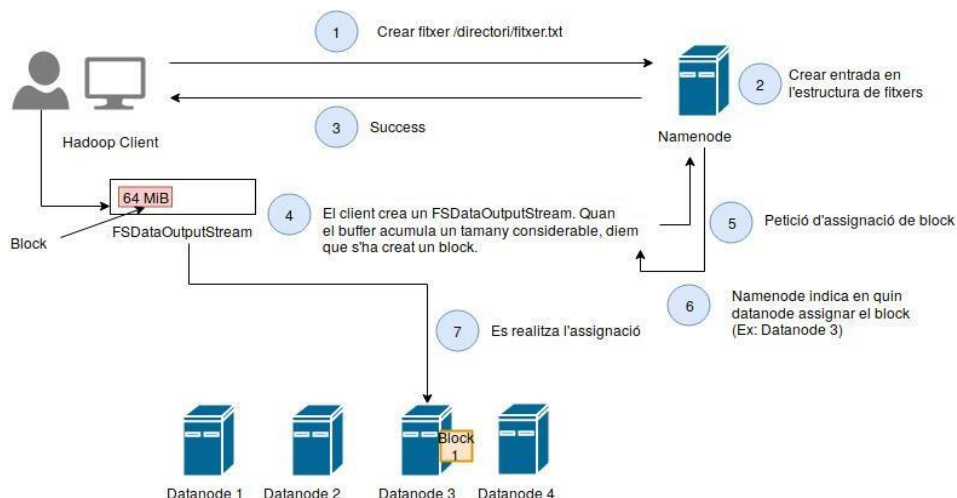 1
Crear fitxer /directori/fitxer.txt
2
Crear entrada en
l'estructura de fitxers
3
Success
Hadoop Client
Namenode
64 MiB
Block
FSDataOutputStream
4
El client crea un FSDataOutputStream. Quan
el buffer acumula un tamany considerable, diem
que s'ha creat un block.
5
Petició d'assignació de block
6
Namenode indica en quin
datanode assignar el block
(Ex: Datanode 3)
7
Es realitza l'assignació
Block
1
Datanode 1
Datanode 2
Datanode 3
Datanode 4